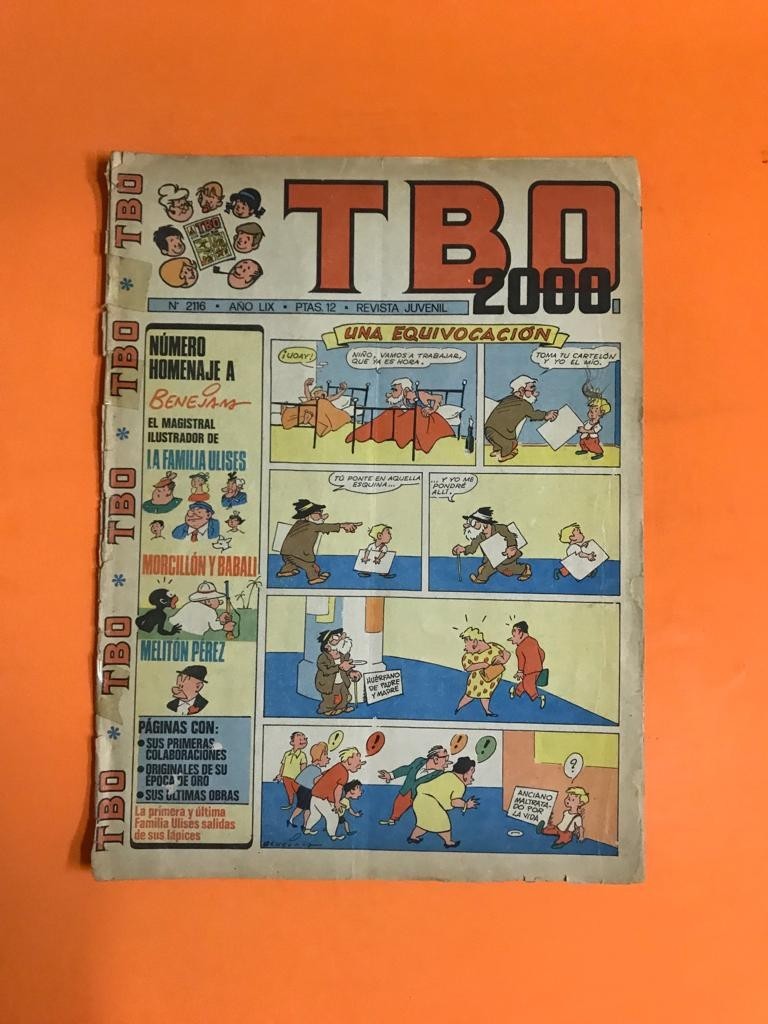 TBO * TBO * TBO * TBO * TBO
TBO
TBO
2000
Nº 2116 • AÑO LIX • PTAS. 12 • REVISTA JUVENIL
NÚMERO
HOMENAJE A
BENEJAM
EL MAGISTRAL
ILUSTRADOR DE
LA FAMILIA ULISES
MORCILLÓN Y BABALI
MELITÓN PÉREZ
PÁGINAS CON:
• SUS PRIMERAS
COLABORACIONES
• ORIGINALES DE SU
ÉPOCA DE ORO
• SUS ÚLTIMAS OBRAS
La primera y última
Familia Ulises salidas
de sus lápices
UNA EQUIVOCACIÓN
¡UOAY!
NIÑO, VAMOS A TRABAJAR,
QUE YA ES HORA.
TOMA TU CARTELÓN
Y YO EL MÍO.
TÚ PONTE EN AQUELLA
ESQUINA...
...Y YO ME
PONDRÉ
ALLÍ.
HUÉRFANO
DE PADRE
Y MADRE
!
!
!
!
?
ANCIANO
MALTRATA-
DO POR
LA VIDA
BENEJAM